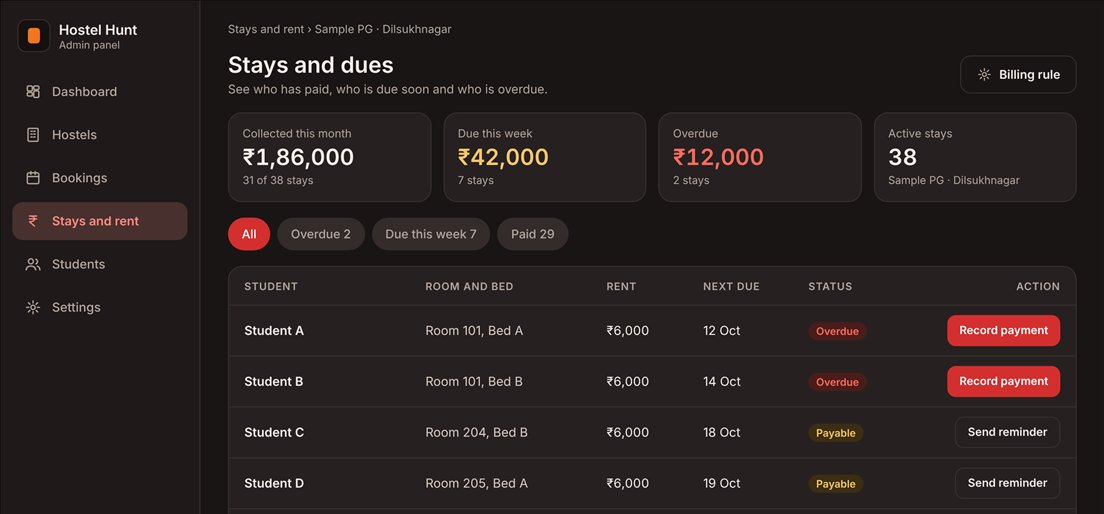 Hostel Hunt
Admin panel
Dashboard
Hostels
Bookings
₹ Stays and rent
Students
Settings
Stays and rent › Sample PG · Dilsukhnagar
Stays and dues
See who has paid, who is due soon and who is overdue.
Billing rule
Collected this month
₹1,86,000
31 of 38 stays
Due this week
₹42,000
7 stays
Overdue
₹12,000
2 stays
Active stays
38
Sample PG · Dilsukhnagar
All
Overdue 2
Due this week 7
Paid 29
STUDENT ROOM AND BED RENT NEXT DUE STATUS ACTION
Student A Room 101, Bed A ₹6,000 12 Oct Overdue Record payment
Student B Room 101, Bed B ₹6,000 14 Oct Overdue Record payment
Student C Room 204, Bed B ₹6,000 18 Oct Payable Send reminder
Student D Room 205, Bed A ₹6,000 19 Oct Payable Send reminder